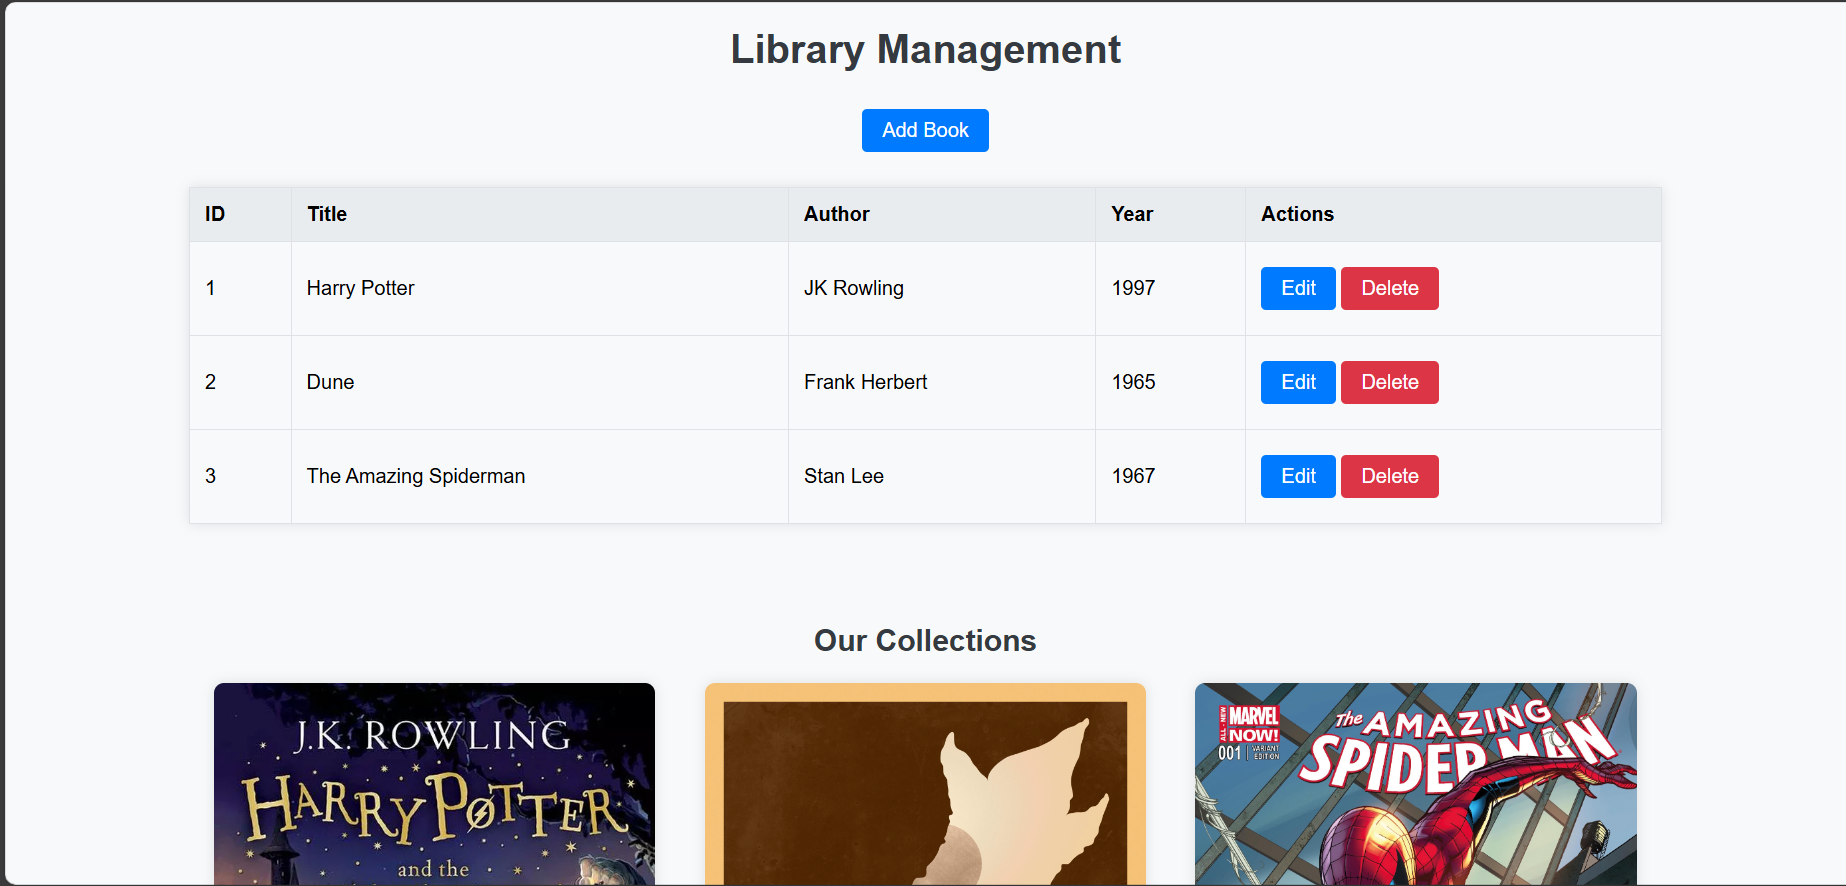 Library Management
Add Book
ID Title Author Year Actions
1 Harry Potter JK Rowling 1997 Edit Delete
2 Dune Frank Herbert 1965 Edit Delete
3 The Amazing Spiderman Stan Lee 1967 Edit Delete
Our Collections
J.K. ROWLING
HARRY POTTER
and the
ALL-NEW MARVEL NOW!
001 VARIANT EDITION
The AMAZING
SPIDER-MAN